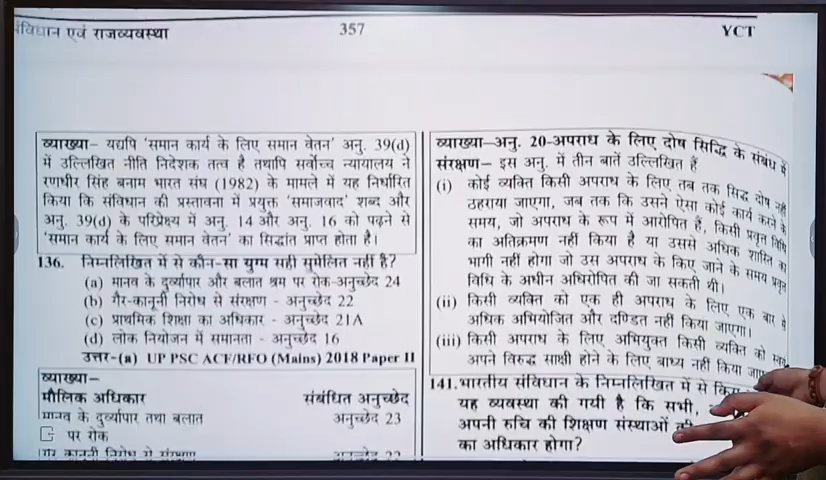 संविधान एवं राजव्यवस्था
357
YCT
व्याख्या– यद्यपि 'समान कार्य के लिए समान वेतन' अनु. 39(d)
में उल्लिखित नीति निदेशक तत्व है तथापि सर्वोच्च न्यायालय ने
रणधीर सिंह बनाम भारत संघ (1982) के मामले में यह निर्धारित
किया कि संविधान की प्रस्तावना में प्रयुक्त 'समाजवाद' शब्द और
अनु. 39(d) के परिप्रेक्ष्य में अनु. 14 और अनु. 16 को पढ़ने से
'समान कार्य के लिए समान वेतन' का सिद्धांत प्राप्त होता है।
136. निम्नलिखित में से कौन-सा युग्म सही सुमेलित नहीं है?
(a) मानव के दुर्व्यापार और बलात श्रम पर रोक-अनुच्छेद 24
(b) गैर-कानूनी निरोध से संरक्षण - अनुच्छेद 22
(c) प्राथमिक शिक्षा का अधिकार - अनुच्छेद 21A
(d) लोक नियोजन में समानता - अनुच्छेद 16
उत्तर-(a) UP PSC ACF/RFO (Mains) 2018 Paper II
व्याख्या–
मौलिक अधिकार संबंधित अनुच्छेद
मानव के दुर्व्यापार तथा बलात अनुच्छेद 23
पर रोक
गैर कानूनी निरोध से संरक्षण अनुच्छेद 22
व्याख्या–अनु. 20-अपराध के लिए दोष सिद्धि के संबंध में
संरक्षण– इस अनु. में तीन बातें उल्लिखित हैं
(i) कोई व्यक्ति किसी अपराध के लिए तब तक सिद्ध दोष नहीं
ठहराया जाएगा, जब तक कि उसने ऐसा कोई कार्य करने के
समय, जो अपराध के रूप में आरोपित है, किसी प्रवृत्त विधि
का अतिक्रमण नहीं किया है या उससे अधिक शास्ति का
भागी नहीं होगा जो उस अपराध के किए जाने के समय प्रवृत्त
विधि के अधीन अधिरोपित की जा सकती थी।
(ii) किसी व्यक्ति को एक ही अपराध के लिए एक बार से
अधिक अभियोजित और दण्डित नहीं किया जाएगा।
(iii) किसी अपराध के लिए अभियुक्त किसी व्यक्ति को स्वयं
अपने विरुद्ध साक्षी होने के लिए बाध्य नहीं किया
141. भारतीय संविधान के निम्नलिखित में से
यह व्यवस्था की गयी है कि सभी,
अपनी रुचि की शिक्षण संस्थाओं
का अधिकार होगा?